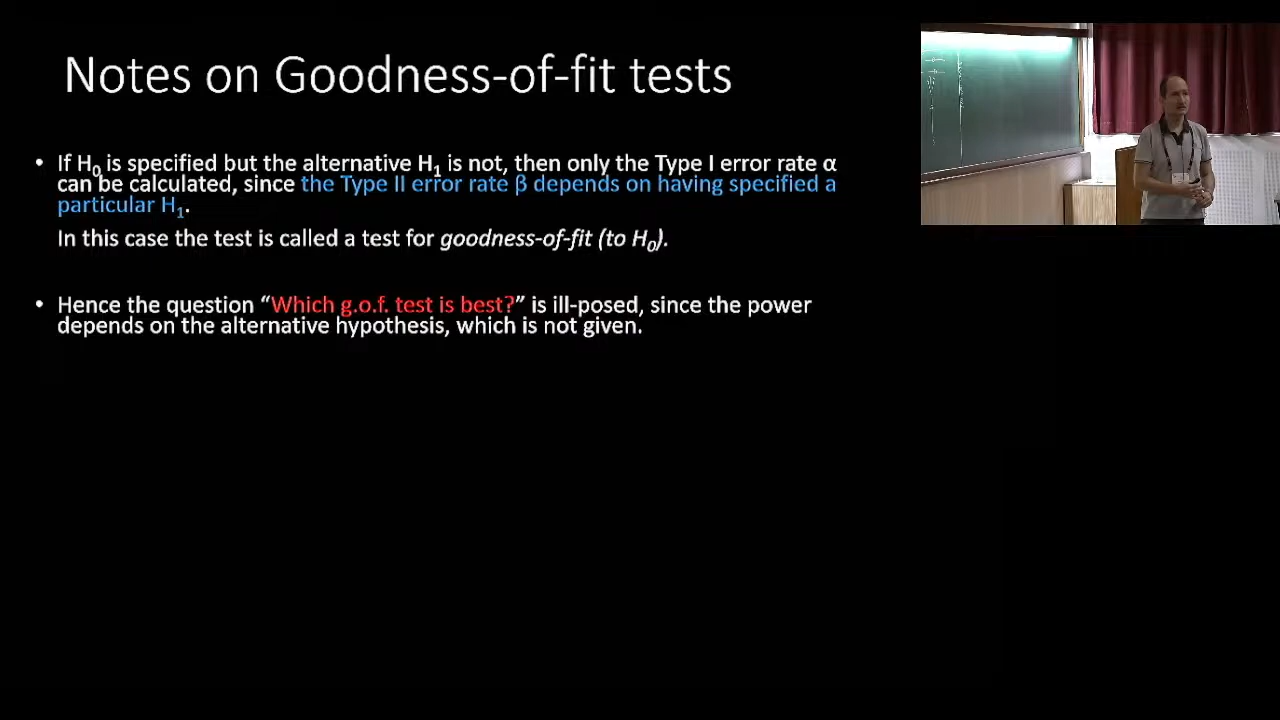 Notes on Goodness-of-fit tests
• If H0 is specified but the alternative H1 is not, then only the Type I error rate α
can be calculated, since the Type II error rate β depends on having specified a
particular H1.
In this case the test is called a test for goodness-of-fit (to H0).
• Hence the question “Which g.o.f. test is best?” is ill-posed, since the power
depends on the alternative hypothesis, which is not given.